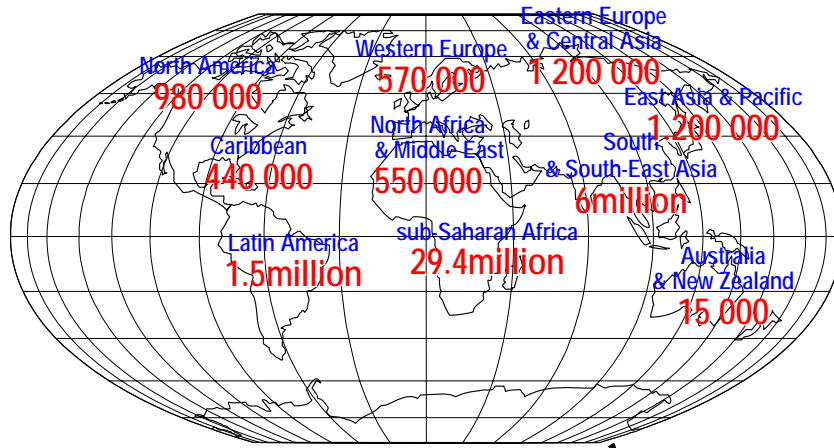 Eastern Europe
& Central Asia
1 200 000
Western Europe
570 000
North America
980 000
East Asia & Pacific
1.200 000
North Africa
& Middle East
550 000
Caribbean
440 000
South
& South-East Asia
6million
sub-Saharan Africa
29.4million
Latin America
1.5million
Australia
& New Zealand
15 000